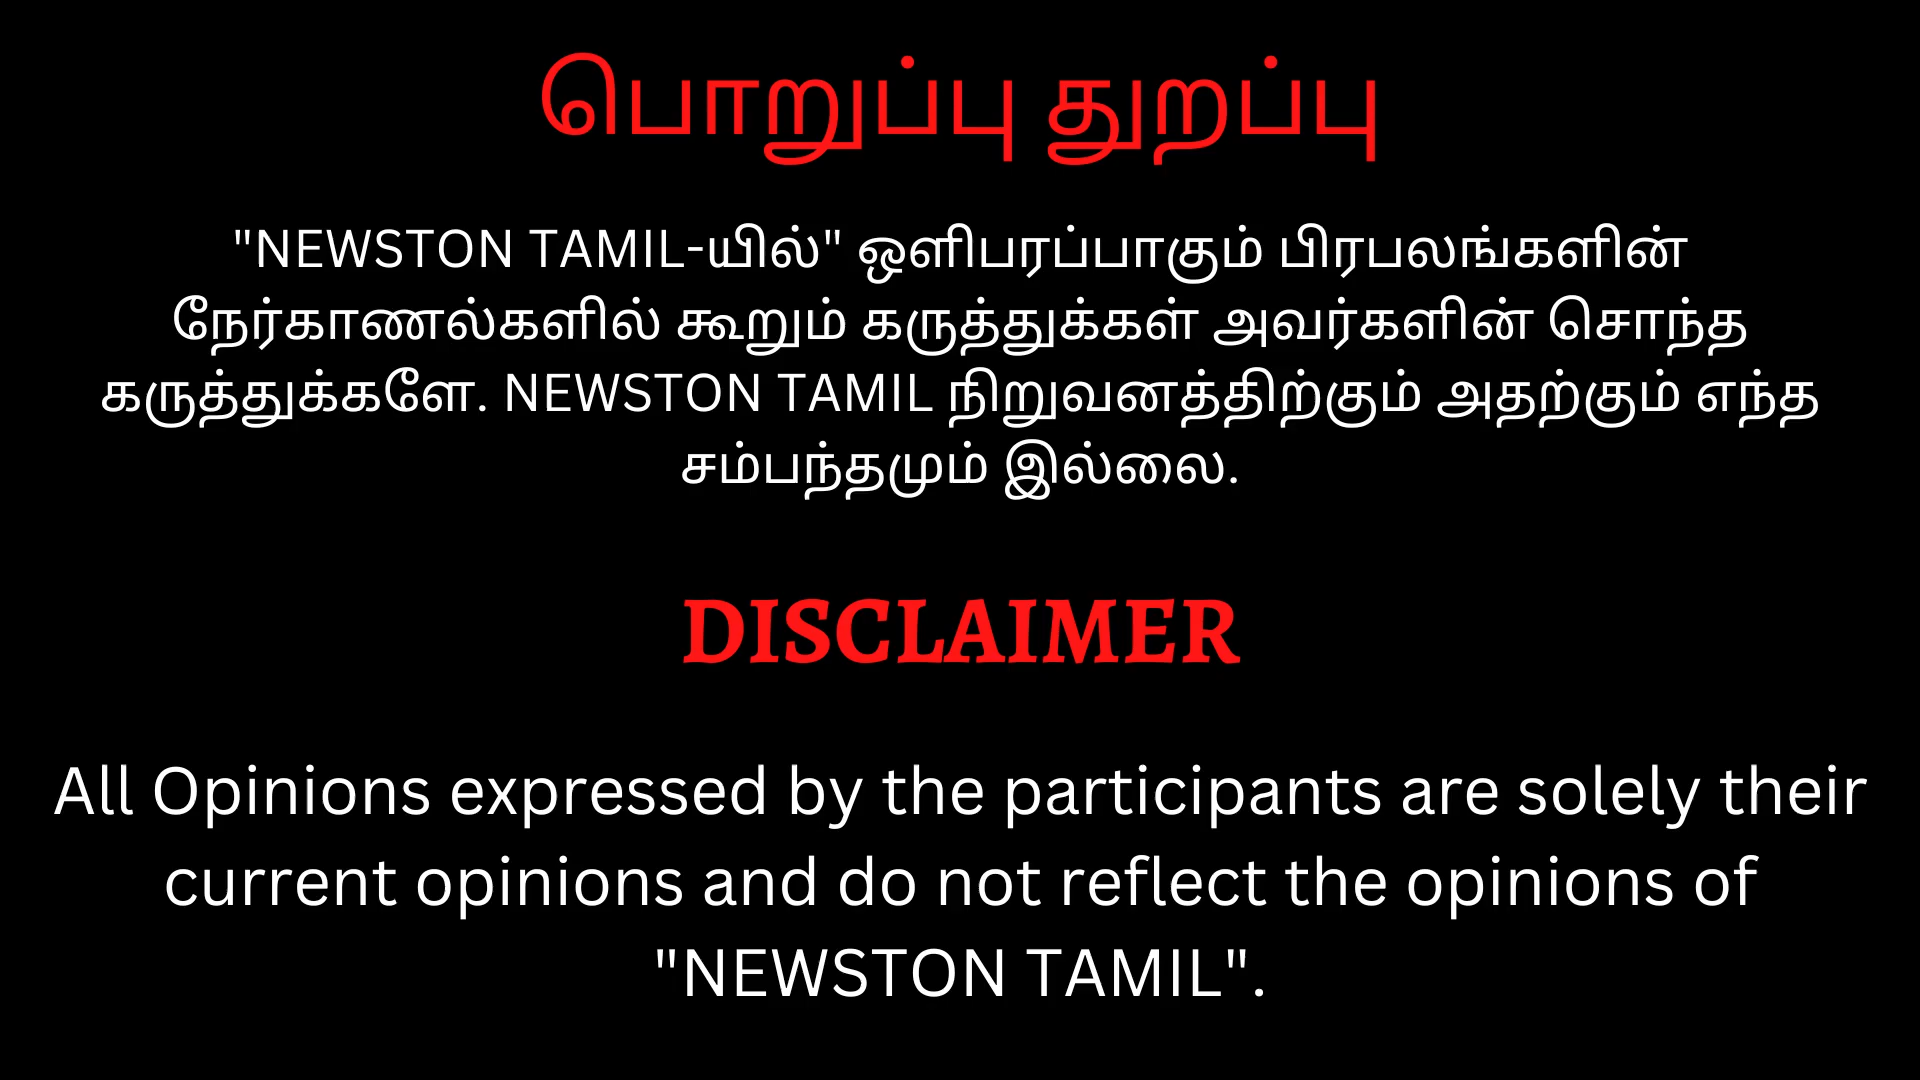 பொறுப்பு துறப்பு
"NEWSTON TAMIL-யில்" ஒளிபரப்பாகும் பிரபலங்களின்
நேர்காணல்களில் கூறும் கருத்துக்கள் அவர்களின் சொந்த
கருத்துக்களே. NEWSTON TAMIL நிறுவனத்திற்கும் அதற்கும் எந்த
சம்பந்தமும் இல்லை.
DISCLAIMER
All Opinions expressed by the participants are solely their
current opinions and do not reflect the opinions of
"NEWSTON TAMIL".